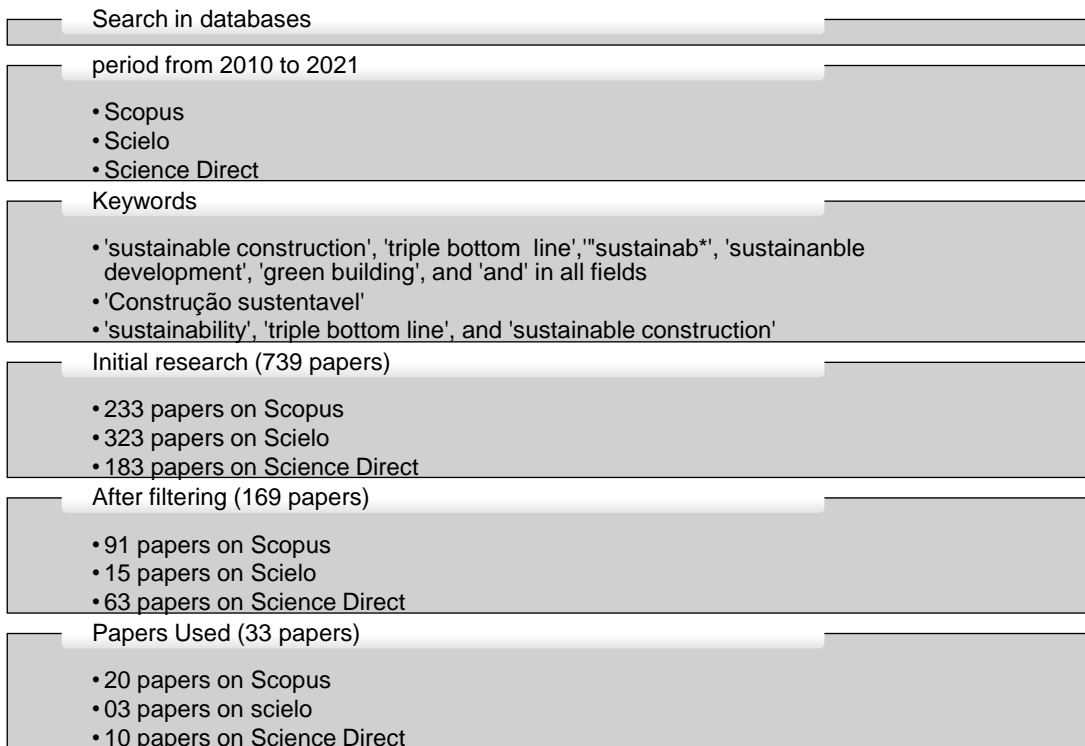 Search in databases
period from 2010 to 2021
• Scopus
• Scielo
• Science Direct
Keywords
• 'sustainable construction', 'triple bottom line','"sustainab*', 'sustainanble
development', 'green building', and 'and' in all fields
• 'Construção sustentavel'
• 'sustainability', 'triple bottom line', and 'sustainable construction'
Initial research (739 papers)
• 233 papers on Scopus
• 323 papers on Scielo
• 183 papers on Science Direct
After filtering (169 papers)
• 91 papers on Scopus
• 15 papers on Scielo
• 63 papers on Science Direct
Papers Used (33 papers)
• 20 papers on Scopus
• 03 papers on scielo
• 10 papers on Science Direct